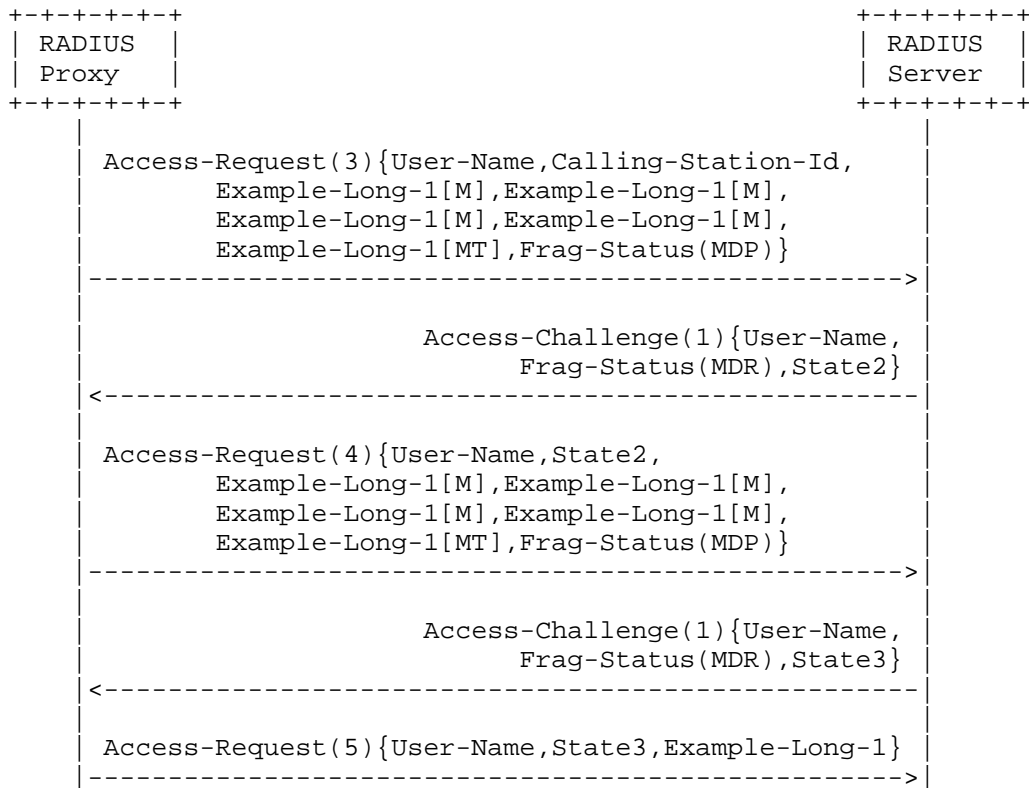 RADIUS RADIUS
Proxy Server
Access-Request(3){User-Name,Calling-Station-Id,
Example-Long-1[M],Example-Long-1[M],
Example-Long-1[M],Example-Long-1[M],
Example-Long-1[MT],Frag-Status(MDP)}
Access-Challenge(1){User-Name,
Frag-Status(MDR),State2}
Access-Request(4){User-Name,State2,
Example-Long-1[M],Example-Long-1[M],
Example-Long-1[M],Example-Long-1[M],
Example-Long-1[MT],Frag-Status(MDP)}
Access-Challenge(1){User-Name,
Frag-Status(MDR),State3}
Access-Request(5){User-Name,State3,Example-Long-1}